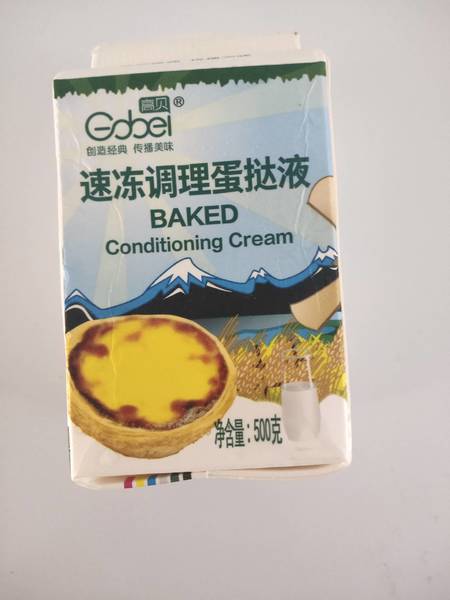 高贝®
Gobei
创造经典 传播美味
速冻调理蛋挞液
BAKED
Conditioning Cream
净含量：500克